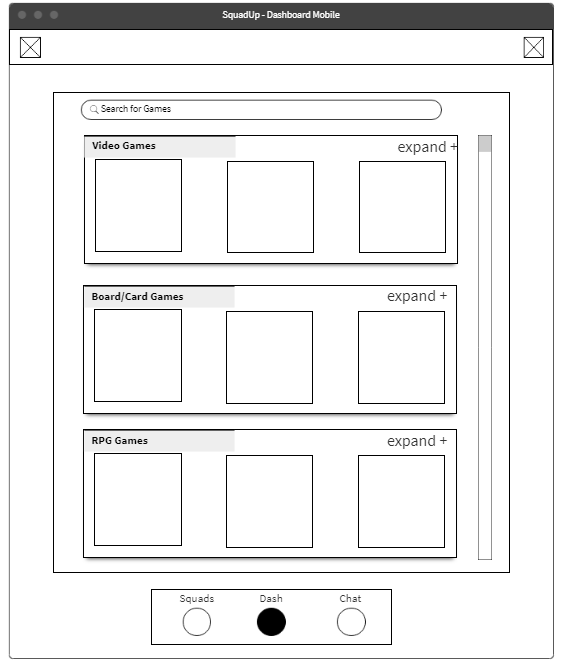 SquadUp - Dashboard Mobile
Search for Games
Video Games
expand +
Board/Card Games
expand +
RPG Games
expand +
Squads
Dash
Chat